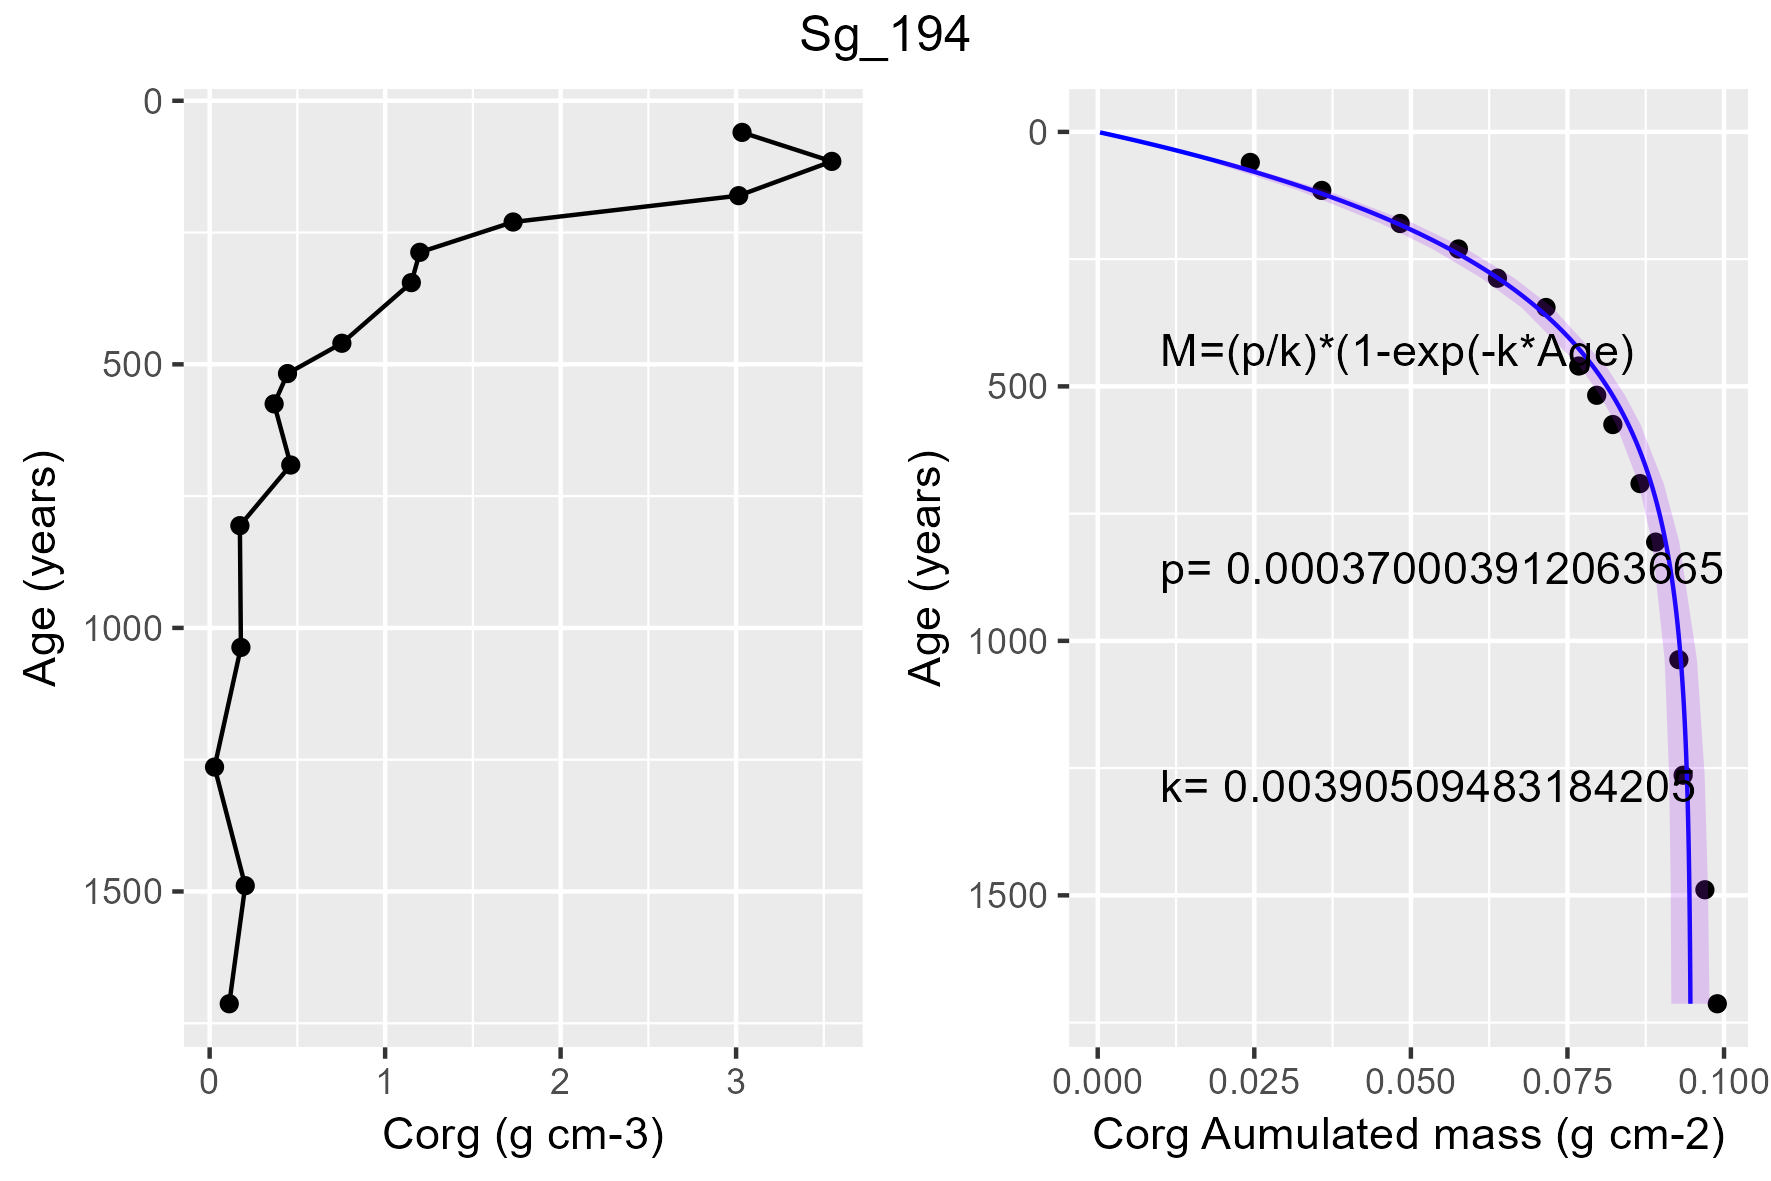 Sg_194
0
500
1000
1500
Age (years)
0 1 2 3
Corg (g cm-3)
0
500
1000
1500
Age (years)
M=(p/k)*(1-exp(-k*Age)
p= 0.000370003912063665
k= 0.00390509483184205
0.000 0.025 0.050 0.075 0.100
Corg Aumulated mass (g cm-2)